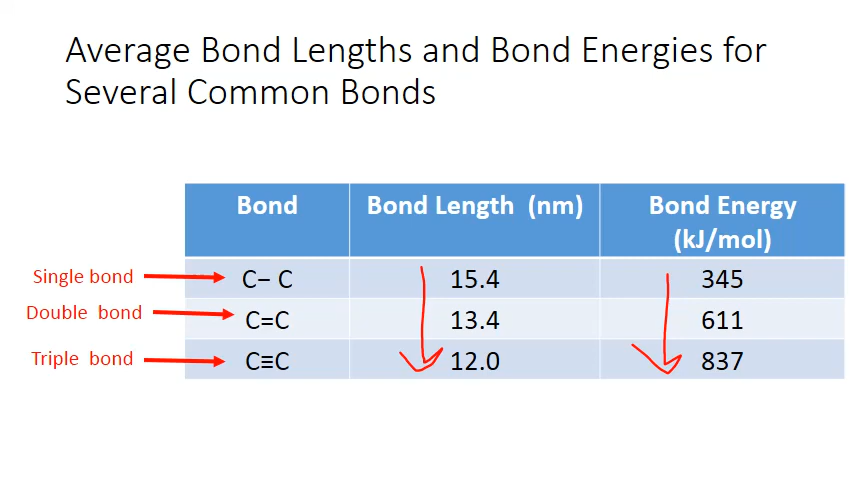 Average Bond Lengths and Bond Energies for
Several Common Bonds
Bond Bond Length (nm) Bond Energy
(kJ/mol)
Single bond C− C 15.4 345
Double bond C=C 13.4 611
Triple bond C≡C 12.0 837